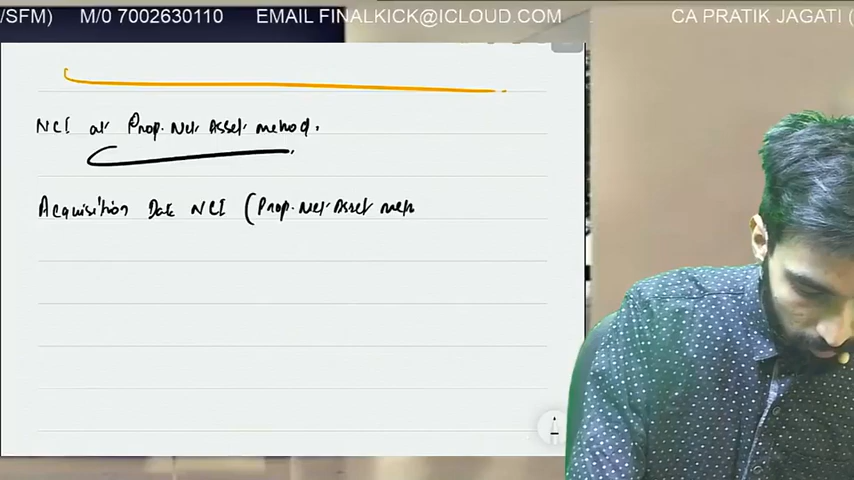 /SFM) M/0 7002630110 EMAIL FINALKICK@ICLOUD.COM CA PRATIK JAGATI (
NCI at Prop. Net Asset method.
Acquisition Date NCI (Prop. Net Asset meth